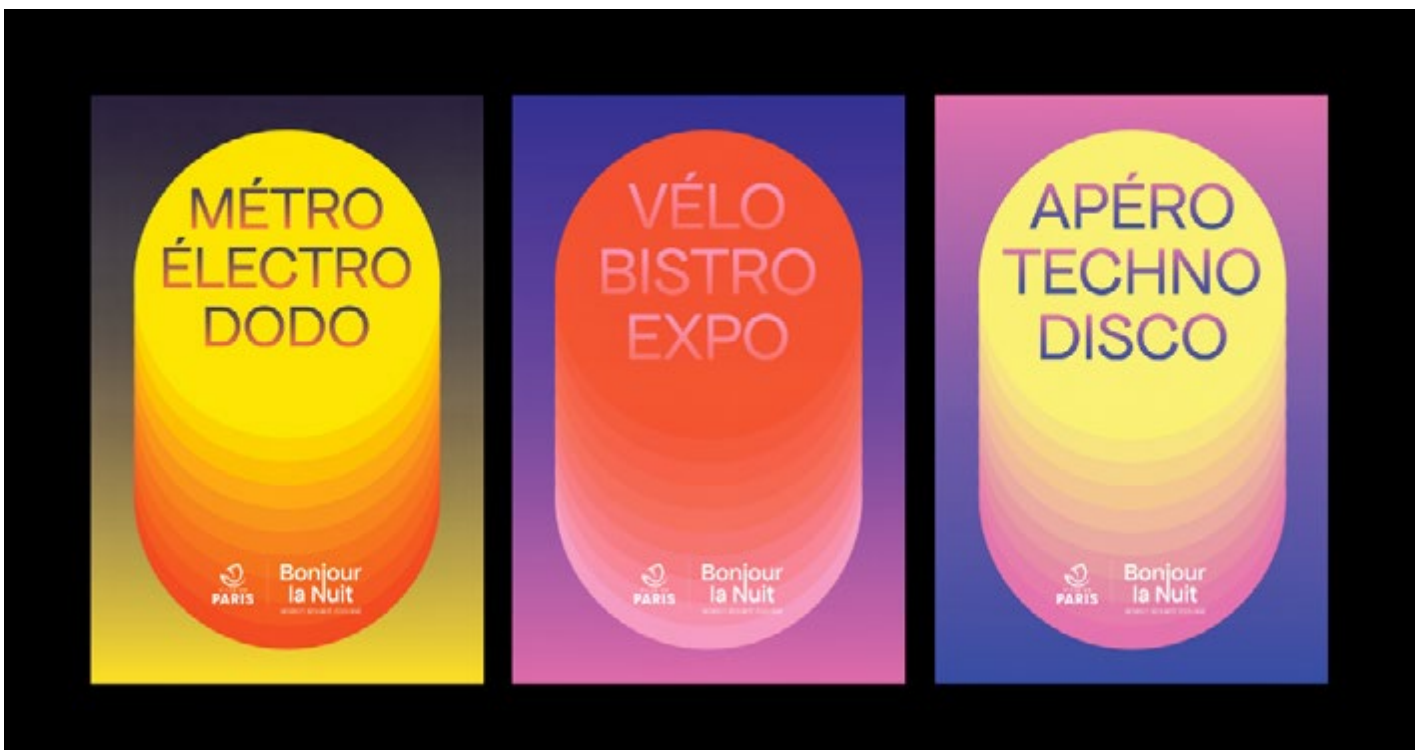 MÉTRO
ÉLECTRO
DODO
PARIS
Bonjour
la Nuit
VÉLO
BISTRO
EXPO
PARIS
Bonjour
la Nuit
APÉRO
TECHNO
DISCO
PARIS
Bonjour
la Nuit